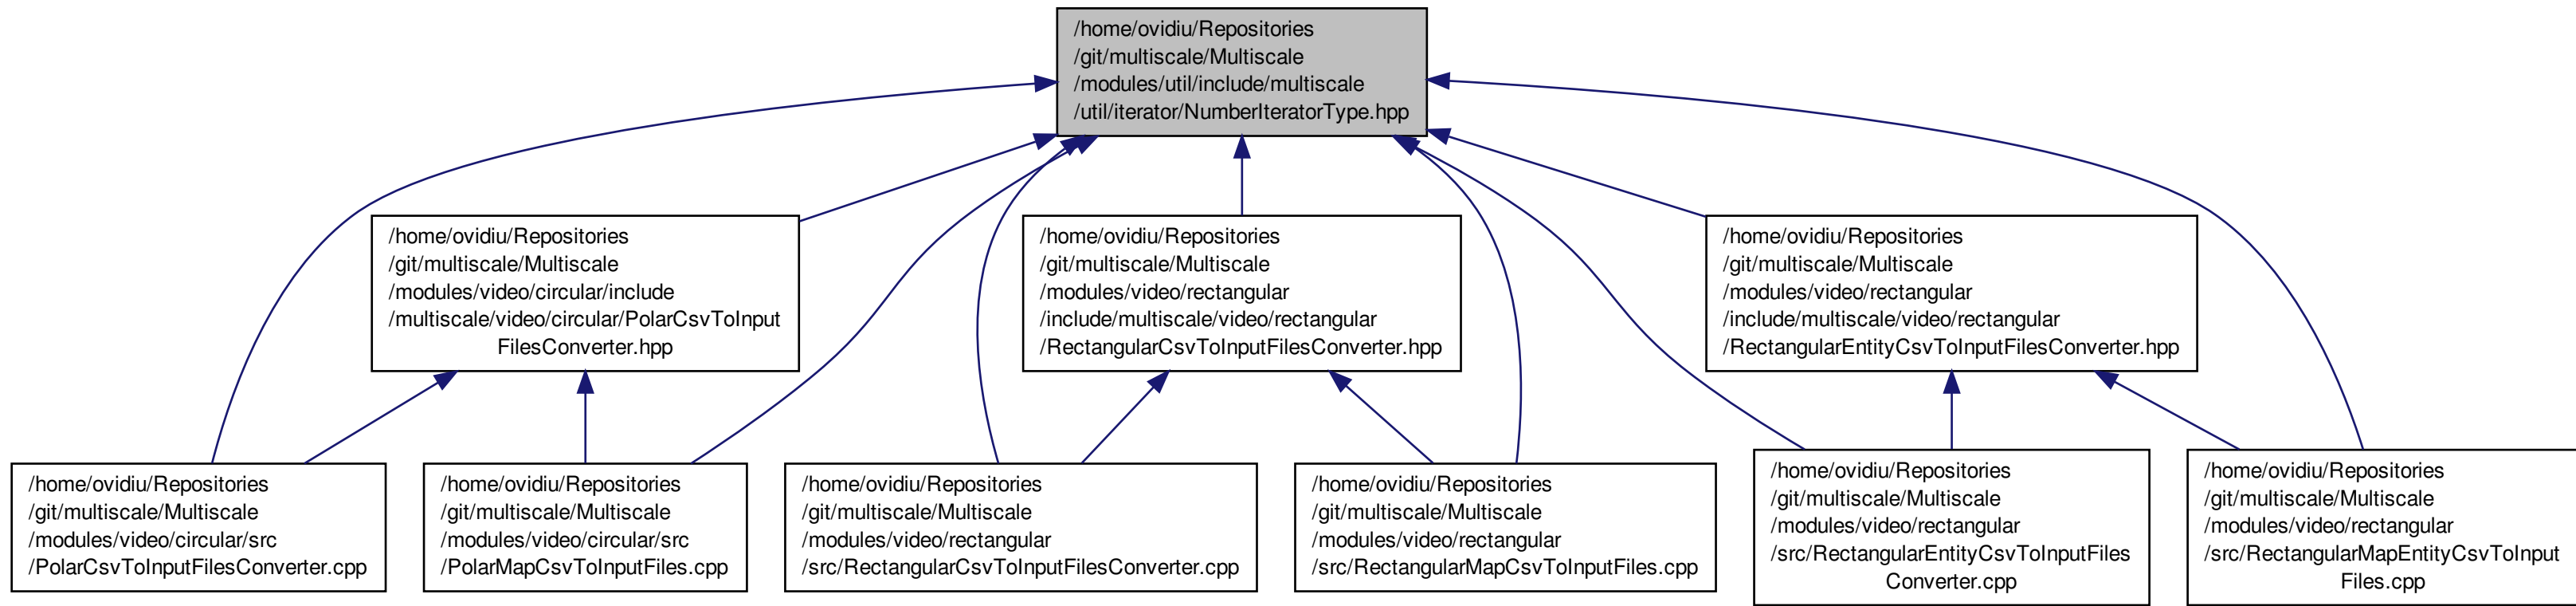 /home/ovidiu/Repositories
/git/multiscale/Multiscale
/modules/util/include/multiscale
/util/iterator/NumberIteratorType.hpp
/home/ovidiu/Repositories
/git/multiscale/Multiscale
/modules/video/circular/include
/multiscale/video/circular/PolarCsvToInput
FilesConverter.hpp
/home/ovidiu/Repositories
/git/multiscale/Multiscale
/modules/video/rectangular
/include/multiscale/video/rectangular
/RectangularCsvToInputFilesConverter.hpp
/home/ovidiu/Repositories
/git/multiscale/Multiscale
/modules/video/rectangular
/include/multiscale/video/rectangular
/RectangularEntityCsvToInputFilesConverter.hpp
/home/ovidiu/Repositories
/git/multiscale/Multiscale
/modules/video/circular/src
/PolarCsvToInputFilesConverter.cpp
/home/ovidiu/Repositories
/git/multiscale/Multiscale
/modules/video/circular/src
/PolarMapCsvToInputFiles.cpp
/home/ovidiu/Repositories
/git/multiscale/Multiscale
/modules/video/rectangular
/src/RectangularCsvToInputFilesConverter.cpp
/home/ovidiu/Repositories
/git/multiscale/Multiscale
/modules/video/rectangular
/src/RectangularMapCsvToInputFiles.cpp
/home/ovidiu/Repositories
/git/multiscale/Multiscale
/modules/video/rectangular
/src/RectangularEntityCsvToInputFiles
Converter.cpp
/home/ovidiu/Repositories
/git/multiscale/Multiscale
/modules/video/rectangular
/src/RectangularMapEntityCsvToInput
Files.cpp